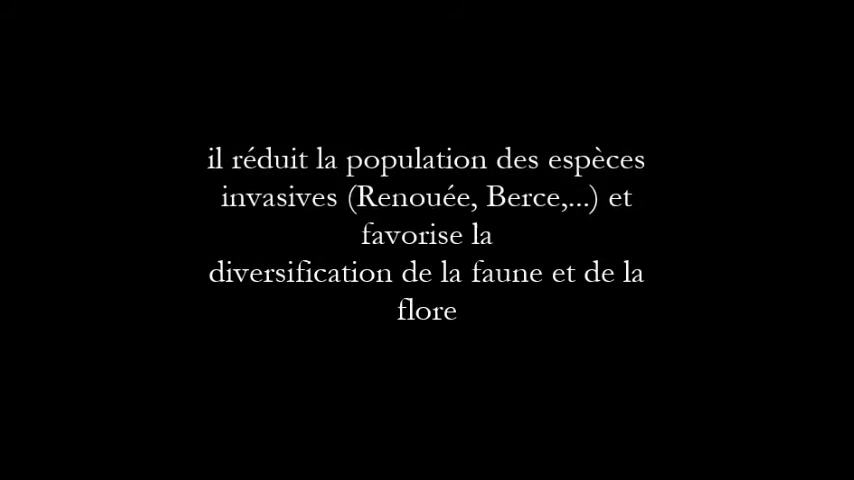 il réduit la population des espèces
invasives (Renouée, Berce,...) et
favorise la
diversification de la faune et de la
flore